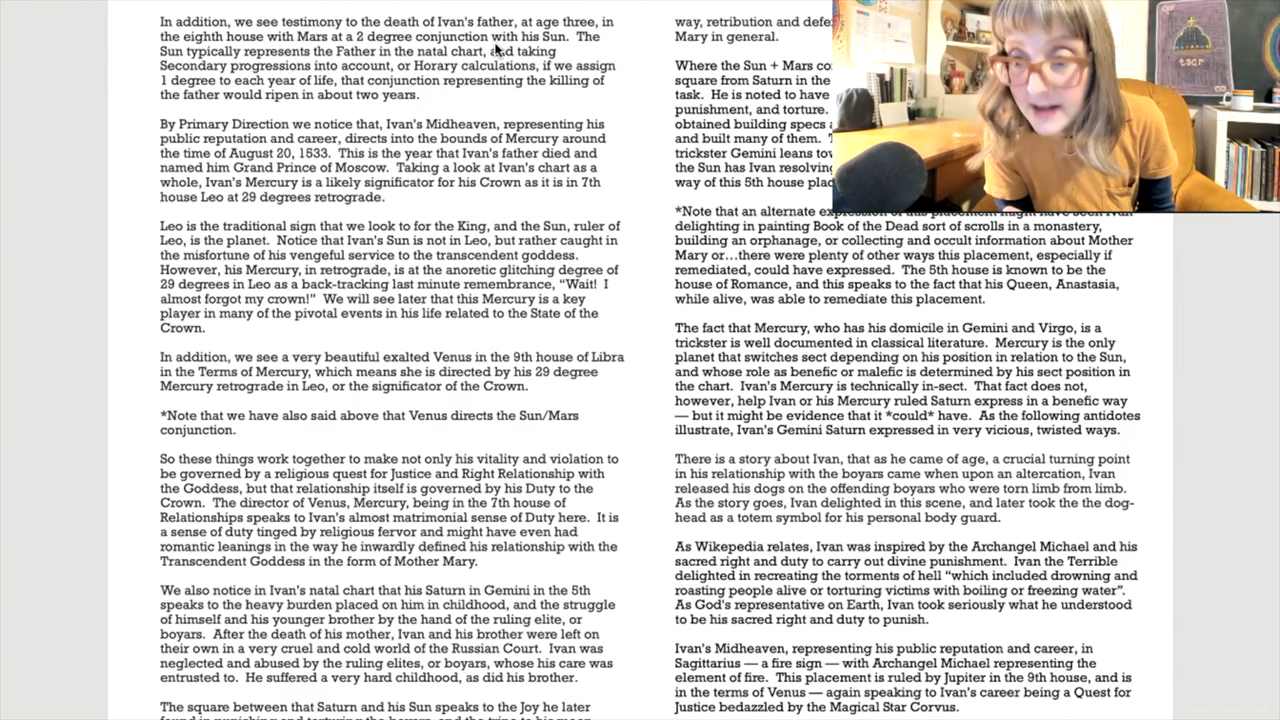 In addition, we see testimony to the death of Ivan's father, at age three, in
the eighth house with Mars at a 2 degree conjunction with his Sun. The
Sun typically represents the Father in the natal chart, and taking
Secondary progressions into account, or Horary calculations, if we assign
1 degree to each year of life, that conjunction representing the killing of
the father would ripen in about two years.
By Primary Direction we notice that, Ivan's Midheaven, representing his
public reputation and career, directs into the bounds of Mercury around
the time of August 20, 1533. This is the year that Ivan's father died and
named him Grand Prince of Moscow. Taking a look at Ivan's chart as a
whole, Ivan's Mercury is a likely significator for his Crown as it is in 7th
house Leo at 29 degrees retrograde.
Leo is the traditional sign that we look to for the King, and the Sun, ruler of
Leo, is the planet. Notice that Ivan's Sun is not in Leo, but rather caught in
the misfortune of his vengeful service to the transcendent goddess.
However, his Mercury, in retrograde, is at the anoretic glitching degree of
29 degrees in Leo as a back-tracking last minute remembrance, "Wait! I
almost forgot my crown!" We will see later that this Mercury is a key
player in many of the pivotal events in his life related to the State of the
Crown.
In addition, we see a very beautiful exalted Venus in the 9th house of Libra
in the Terms of Mercury, which means she is directed by his 29 degree
Mercury retrograde in Leo, or the significator of the Crown.
*Note that we have also said above that Venus directs the Sun/Mars
conjunction.
So these things work together to make not only his vitality and violation to
be governed by a religious quest for Justice and Right Relationship with
the Goddess, but that relationship itself is governed by his Duty to the
Crown. The director of Venus, Mercury, being in the 7th house of
Relationships speaks to Ivan's almost matrimonial sense of Duty here. It is
a sense of duty tinged by religious fervor and might have even had
romantic leanings in the way he inwardly defined his relationship with the
Transcendent Goddess in the form of Mother Mary.
We also notice in Ivan's natal chart that his Saturn in Gemini in the 5th
speaks to the heavy burden placed on him in childhood, and the struggle
of himself and his younger brother by the hand of the ruling elite, or
boyars. After the death of his mother, Ivan and his brother were left on
their own in a very cruel and cold world of the Russian Court. Ivan was
neglected and abused by the ruling elites, or boyars, whose his care was
entrusted to. He suffered a very hard childhood, as did his brother.
The square between that Saturn and his Sun speaks to the Joy he later
way, retribution and
Mary in general.
Where the Sun + Mars
square from Saturn in the
task. He is noted to have
punishment, and torture.
obtained building specs
and built many of them.
trickster Gemini leans
the Sun has Ivan resolving
way of this 5th house
*Note that an alternate expression of this placement might have seen Ivan
delighting in painting Book of the Dead sort of scrolls in a monastery,
building an orphanage, or collecting and occult information about Mother
Mary or...there were plenty of other ways this placement, especially if
remediated, could have expressed. The 5th house is known to be the
house of Romance, and this speaks to the fact that his Queen, Anastasia,
while alive, was able to remediate this placement.
The fact that Mercury, who has his domicile in Gemini and Virgo, is a
trickster is well documented in classical literature. Mercury is the only
planet that switches sect depending on his position in relation to the Sun,
and whose role as benefic or malefic is determined by his sect position in
the chart. Ivan's Mercury is technically in-sect. That fact does not,
however, help Ivan or his Mercury ruled Saturn express in a benefic way
— but it might be evidence that it *could* have. As the following antidotes
illustrate, Ivan's Gemini Saturn expressed in very vicious, twisted ways.
There is a story about Ivan, that as he came of age, a crucial turning point
in his relationship with the boyars came when upon an altercation, Ivan
released his dogs on the offending boyars who were torn limb from limb.
As the story goes, Ivan delighted in this scene, and later took the the dog-
head as a totem symbol for his personal body guard.
As Wikepedia relates, Ivan was inspired by the Archangel Michael and his
sacred right and duty to carry out divine punishment. Ivan the Terrible
delighted in recreating the torments of hell "which included drowning and
roasting people alive or torturing victims with boiling or freezing water".
As God's representative on Earth, Ivan took seriously what he understood
to be his sacred right and duty to punish.
Ivan's Midheaven, representing his public reputation and career, in
Sagittarius — a fire sign — with Archangel Michael representing the
element of fire. This placement is ruled by Jupiter in the 9th house, and is
in the terms of Venus — again speaking to Ivan's career being a Quest for
Justice bedazzled by the Magical Star Corvus.
tsar